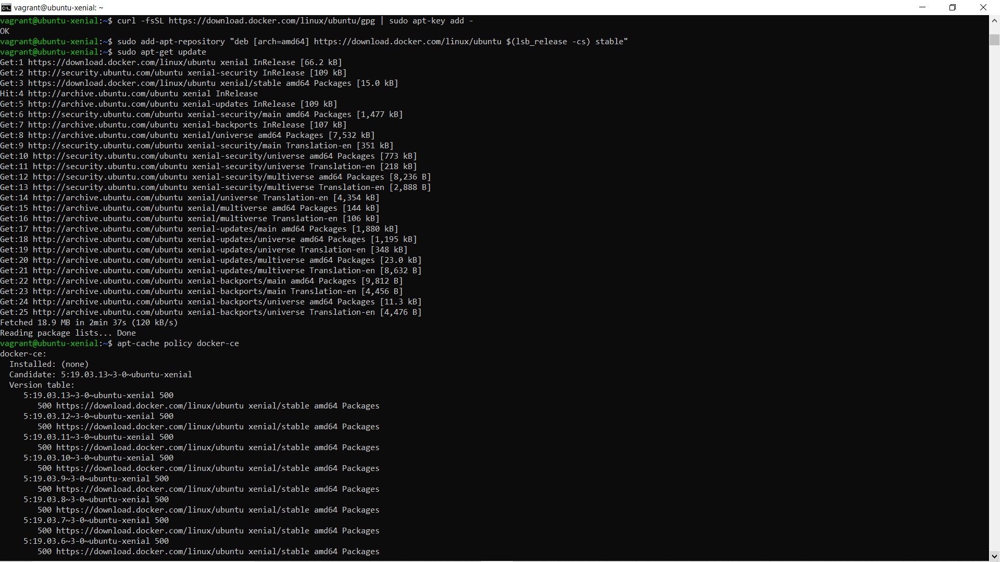 vagrant@ubuntu-xenial: ~
vagrant@ubuntu-xenial:~$ curl -fsSL https://download.docker.com/linux/ubuntu/gpg | sudo apt-key add -
OK
vagrant@ubuntu-xenial:~$ sudo add-apt-repository "deb [arch=amd64] https://download.docker.com/linux/ubuntu $(lsb_release -cs) stable"
vagrant@ubuntu-xenial:~$ sudo apt-get update
Get:1 https://download.docker.com/linux/ubuntu xenial InRelease [66.2 kB]
Get:2 http://security.ubuntu.com/ubuntu xenial-security InRelease [109 kB]
Get:3 https://download.docker.com/linux/ubuntu xenial/stable amd64 Packages [15.0 kB]
Hit:4 http://archive.ubuntu.com/ubuntu xenial InRelease
Get:5 http://archive.ubuntu.com/ubuntu xenial-updates InRelease [109 kB]
Get:6 http://security.ubuntu.com/ubuntu xenial-security/main amd64 Packages [1,477 kB]
Get:7 http://archive.ubuntu.com/ubuntu xenial-backports InRelease [107 kB]
Get:8 http://archive.ubuntu.com/ubuntu xenial/universe amd64 Packages [7,532 kB]
Get:9 http://security.ubuntu.com/ubuntu xenial-security/main Translation-en [351 kB]
Get:10 http://security.ubuntu.com/ubuntu xenial-security/universe amd64 Packages [773 kB]
Get:11 http://security.ubuntu.com/ubuntu xenial-security/universe Translation-en [218 kB]
Get:12 http://security.ubuntu.com/ubuntu xenial-security/multiverse amd64 Packages [8,236 B]
Get:13 http://security.ubuntu.com/ubuntu xenial-security/multiverse Translation-en [2,888 B]
Get:14 http://archive.ubuntu.com/ubuntu xenial/universe Translation-en [4,354 kB]
Get:15 http://archive.ubuntu.com/ubuntu xenial/multiverse amd64 Packages [144 kB]
Get:16 http://archive.ubuntu.com/ubuntu xenial/multiverse Translation-en [106 kB]
Get:17 http://archive.ubuntu.com/ubuntu xenial-updates/main amd64 Packages [1,880 kB]
Get:18 http://archive.ubuntu.com/ubuntu xenial-updates/universe amd64 Packages [1,195 kB]
Get:19 http://archive.ubuntu.com/ubuntu xenial-updates/universe Translation-en [348 kB]
Get:20 http://archive.ubuntu.com/ubuntu xenial-updates/multiverse amd64 Packages [23.0 kB]
Get:21 http://archive.ubuntu.com/ubuntu xenial-updates/multiverse Translation-en [8,632 B]
Get:22 http://archive.ubuntu.com/ubuntu xenial-backports/main amd64 Packages [9,812 B]
Get:23 http://archive.ubuntu.com/ubuntu xenial-backports/main Translation-en [4,456 B]
Get:24 http://archive.ubuntu.com/ubuntu xenial-backports/universe amd64 Packages [11.3 kB]
Get:25 http://archive.ubuntu.com/ubuntu xenial-backports/universe Translation-en [4,476 B]
Fetched 18.9 MB in 2min 37s (120 kB/s)
Reading package lists... Done
vagrant@ubuntu-xenial:~$ apt-cache policy docker-ce
docker-ce:
  Installed: (none)
  Candidate: 5:19.03.13~3-0~ubuntu-xenial
  Version table:
     5:19.03.13~3-0~ubuntu-xenial 500
        500 https://download.docker.com/linux/ubuntu xenial/stable amd64 Packages
     5:19.03.12~3-0~ubuntu-xenial 500
        500 https://download.docker.com/linux/ubuntu xenial/stable amd64 Packages
     5:19.03.11~3-0~ubuntu-xenial 500
        500 https://download.docker.com/linux/ubuntu xenial/stable amd64 Packages
     5:19.03.10~3-0~ubuntu-xenial 500
        500 https://download.docker.com/linux/ubuntu xenial/stable amd64 Packages
     5:19.03.9~3-0~ubuntu-xenial 500
        500 https://download.docker.com/linux/ubuntu xenial/stable amd64 Packages
     5:19.03.8~3-0~ubuntu-xenial 500
        500 https://download.docker.com/linux/ubuntu xenial/stable amd64 Packages
     5:19.03.7~3-0~ubuntu-xenial 500
        500 https://download.docker.com/linux/ubuntu xenial/stable amd64 Packages
     5:19.03.6~3-0~ubuntu-xenial 500
        500 https://download.docker.com/linux/ubuntu xenial/stable amd64 Packages